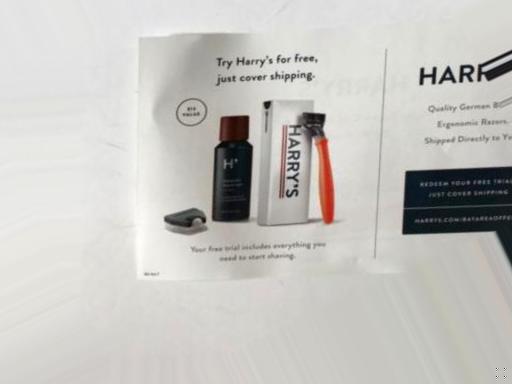 Try Harry's for free,
just cover shipping.
$13
VALUE
H'
HARRY'S
Your free trial includes everything you
need to start shaving.
HARR
Quality German
Ergonomic Razors.
Shipped Directly to
REDEEM YOUR FREE TRIAL
JUST COVER SHIPPING
HARRYS.COM/BAYAREAOFFE